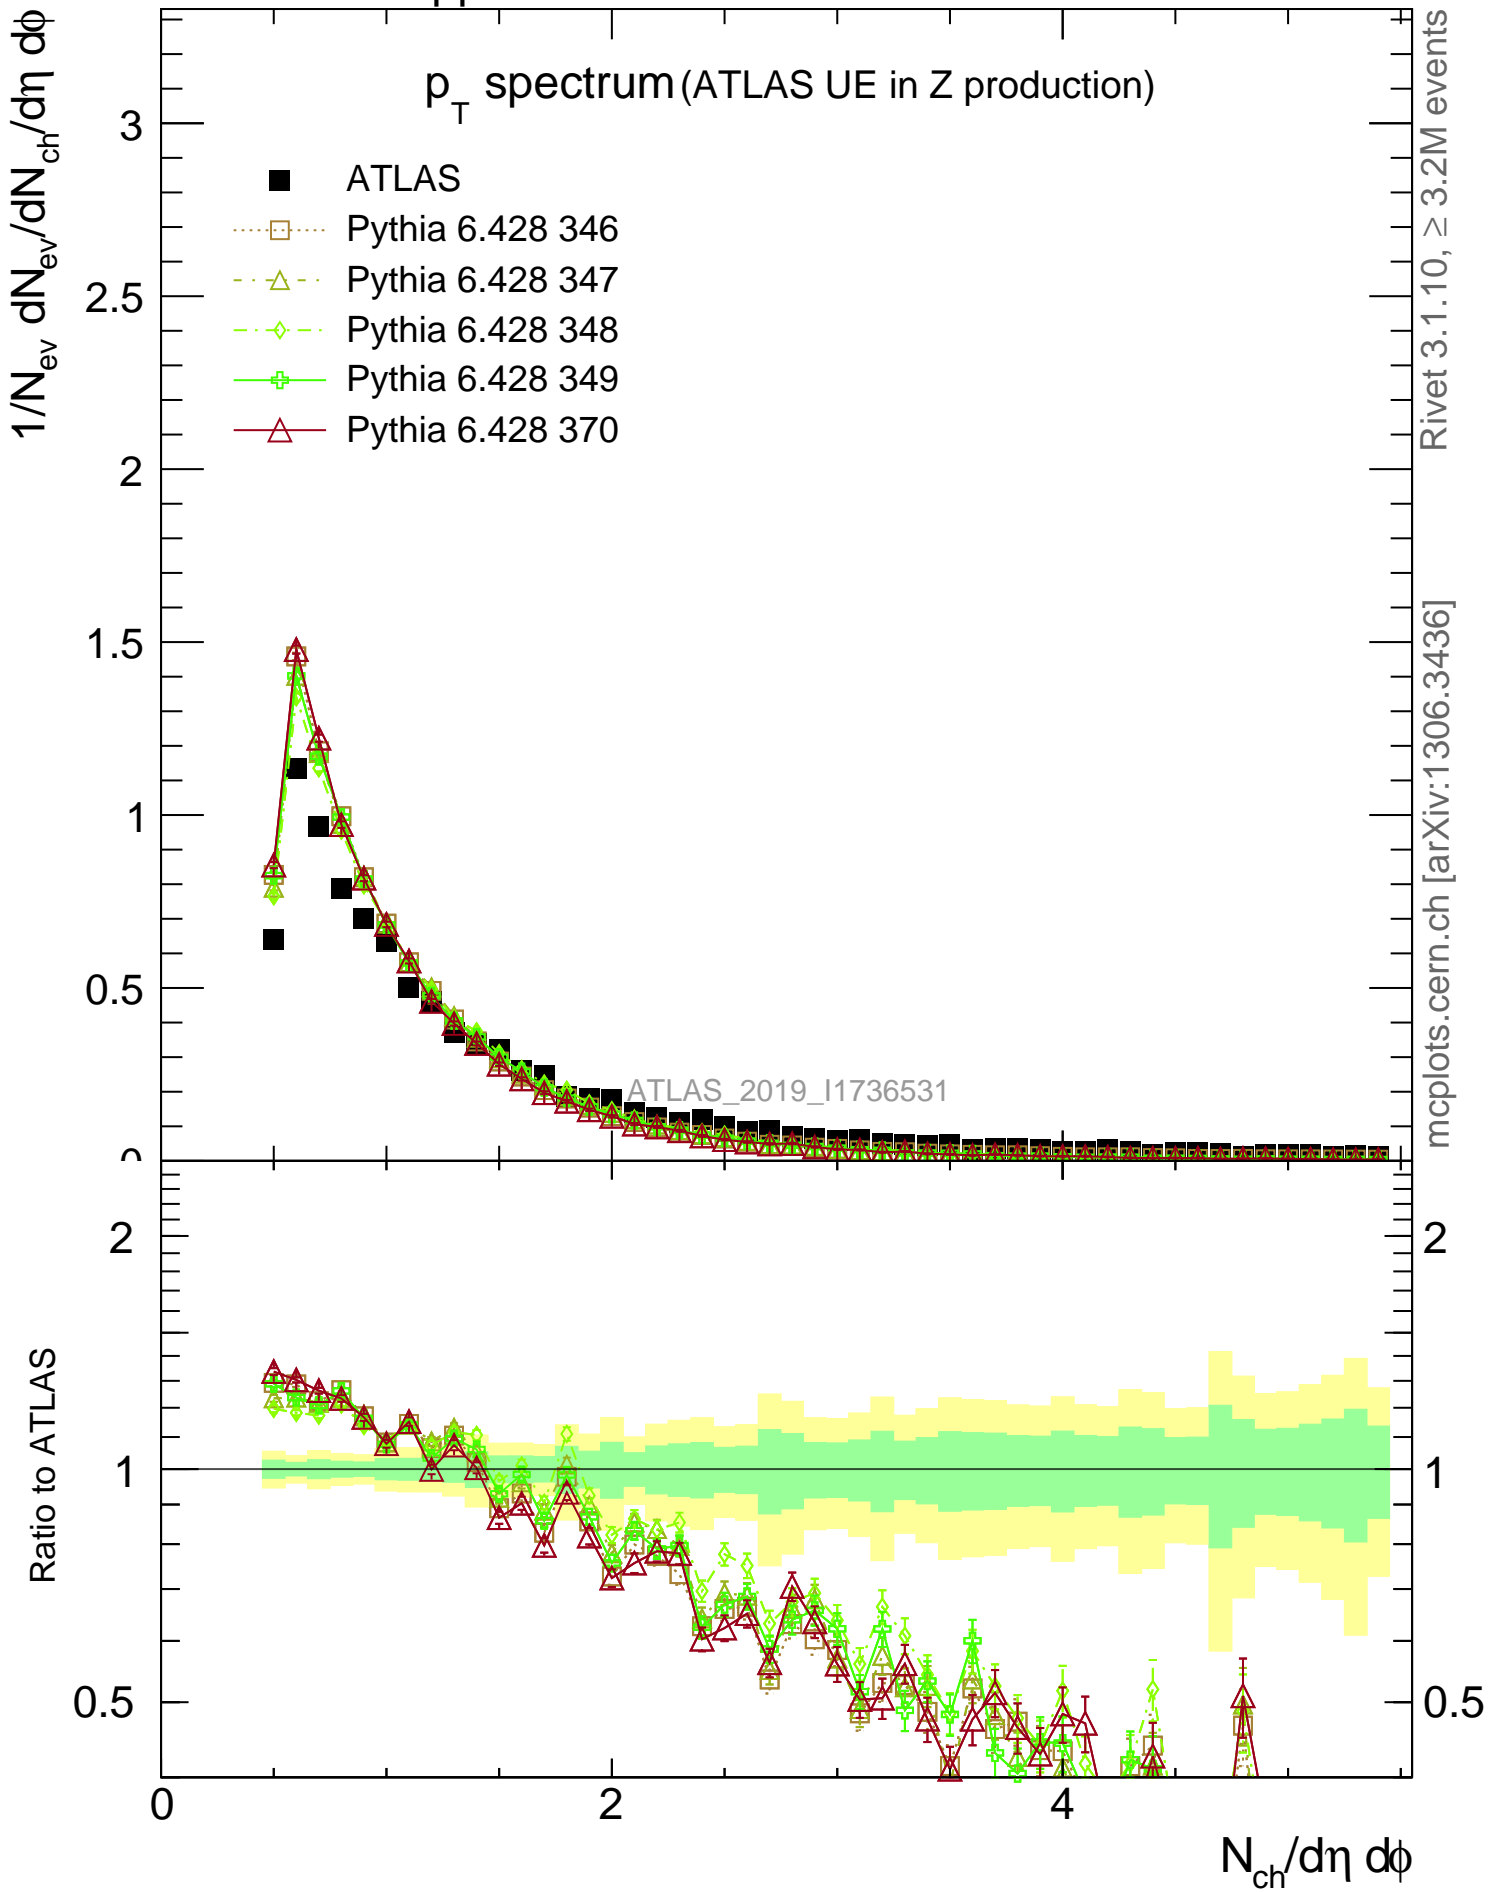 pp
p_T spectrum (ATLAS UE in Z production)
1/N_ev dN_ev/dN_ch/dη dϕ
ATLAS
Pythia 6.428 346
Pythia 6.428 347
Pythia 6.428 348
Pythia 6.428 349
Pythia 6.428 370
3
2.5
2
1.5
1
0.5
0
ATLAS_2019_I1736531
Rivet 3.1.10, ≥ 3.2M events
mcplots.cern.ch [arXiv:1306.3436]
Ratio to ATLAS
2
1
0.5
2
1
0.5
0
2
4
N_ch/dη dϕ